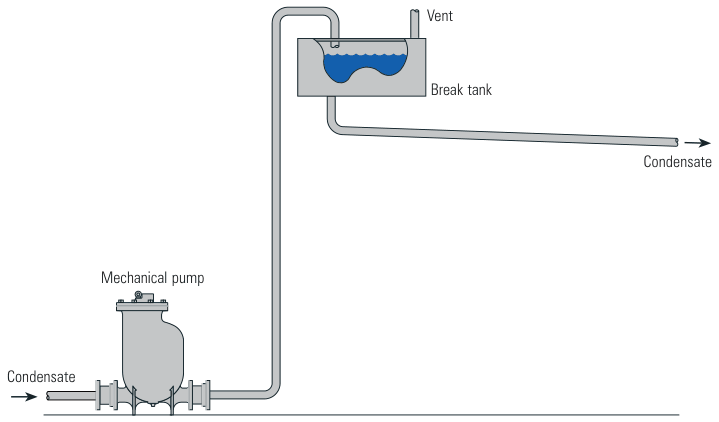 Vent
Break tank
Condensate
Mechanical pump
Condensate